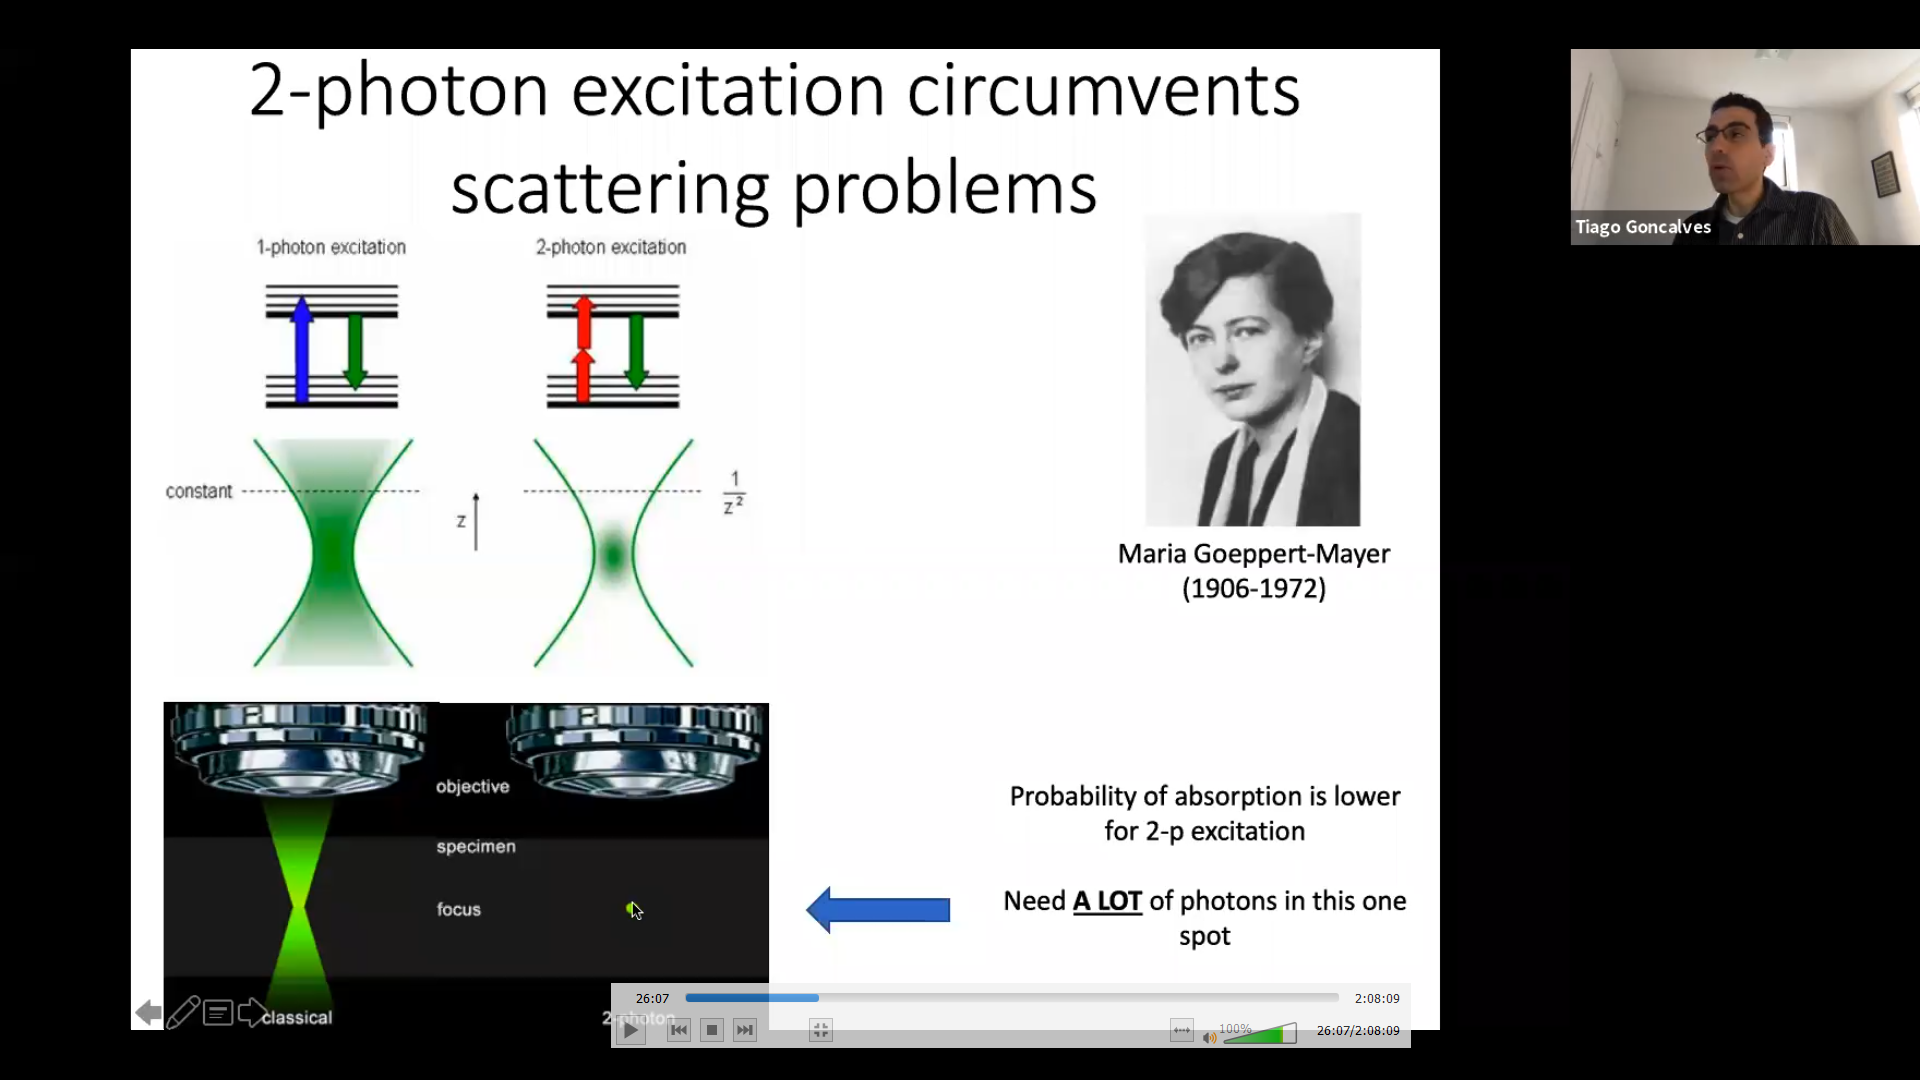 2-photon excitation circumvents
scattering problems
1-photon excitation
2-photon excitation
constant
z
1
z²
Maria Goeppert-Mayer
(1906-1972)
objective
specimen
focus
classical
2-photon
Probability of absorption is lower
for 2-p excitation
Need A LOT of photons in this one
spot
Tiago Goncalves
26:07
2:08:09
100%
26:07/2:08:09